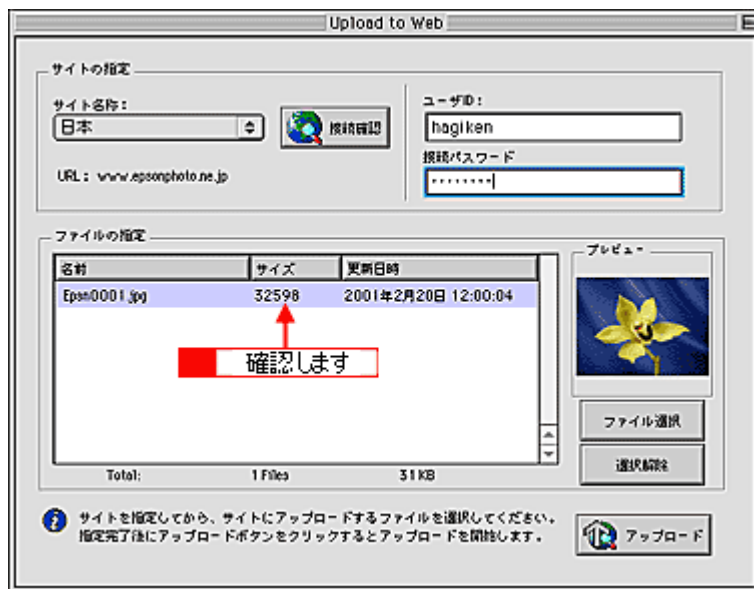 Upload to Web
サイトの指定
サイト名称：
日本
接続確認
URL： www.epsonphoto.ne.jp
ユーザID：
hagiken
接続パスワード
••••••••
ファイルの指定
名前 サイズ 更新日時
Epsn0001.jpg 32598 2001年2月20日 12:00:04
確認します
Total: 1 Files 31 KB
プレビュー
ファイル選択
選択解除
サイトを指定してから、サイトにアップロードするファイルを選択してください。
指定完了後にアップロードボタンをクリックするとアップロードを開始します。
アップロード